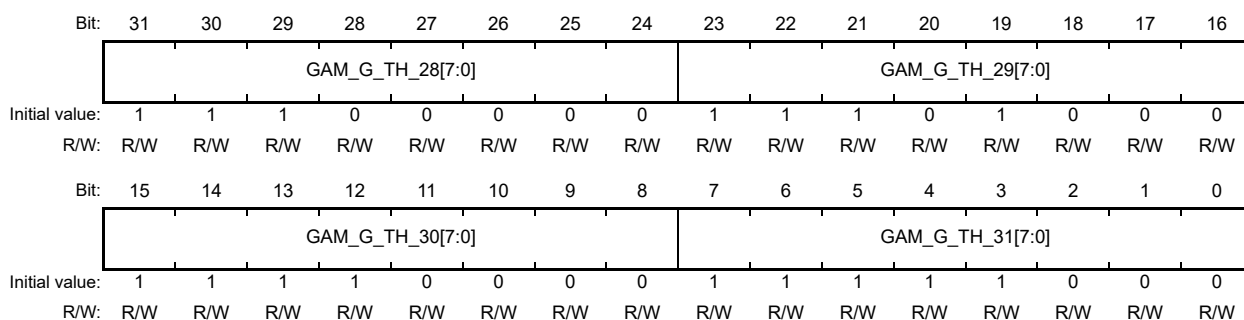 Bit: 31 30 29 28 27 26 25 24 23 22 21 20 19 18 17 16
GAM_G_TH_28[7:0] GAM_G_TH_29[7:0]
Initial value: 1 1 1 0 0 0 0 0 1 1 1 0 1 0 0 0
R/W: R/W R/W R/W R/W R/W R/W R/W R/W R/W R/W R/W R/W R/W R/W R/W R/W
Bit: 15 14 13 12 11 10 9 8 7 6 5 4 3 2 1 0
GAM_G_TH_30[7:0] GAM_G_TH_31[7:0]
Initial value: 1 1 1 1 0 0 0 0 1 1 1 1 1 0 0 0
R/W: R/W R/W R/W R/W R/W R/W R/W R/W R/W R/W R/W R/W R/W R/W R/W R/W